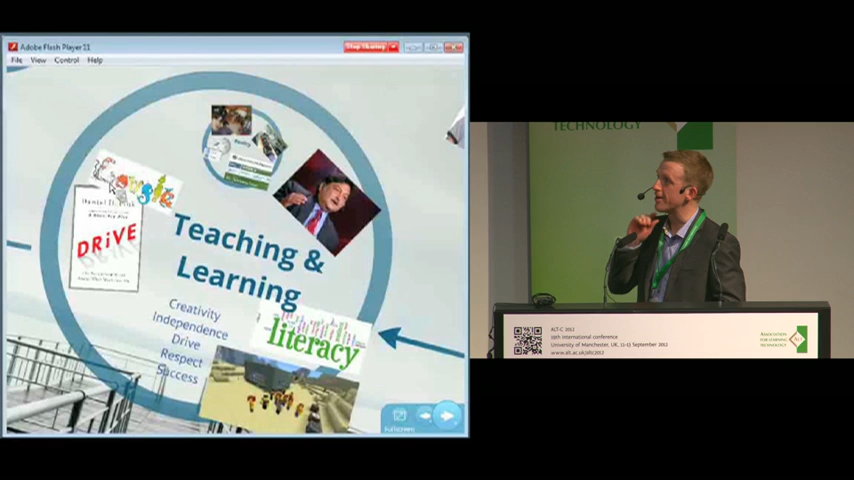 Adobe Flash Player 11
Stop Sharing
File View Control Help
Google
Daniel H. Pink
DRiVE
Teaching &
Learning
Creativity
Independence
Drive
Respect
Success
literacy
Fullscreen
TECHNOLOGY
ALT-C 2012
19th international conference
University of Manchester, UK, 11-13 September 2012
www.alt.ac.uk/altc2012
ASSOCIATION
FOR LEARNING
TECHNOLOGY